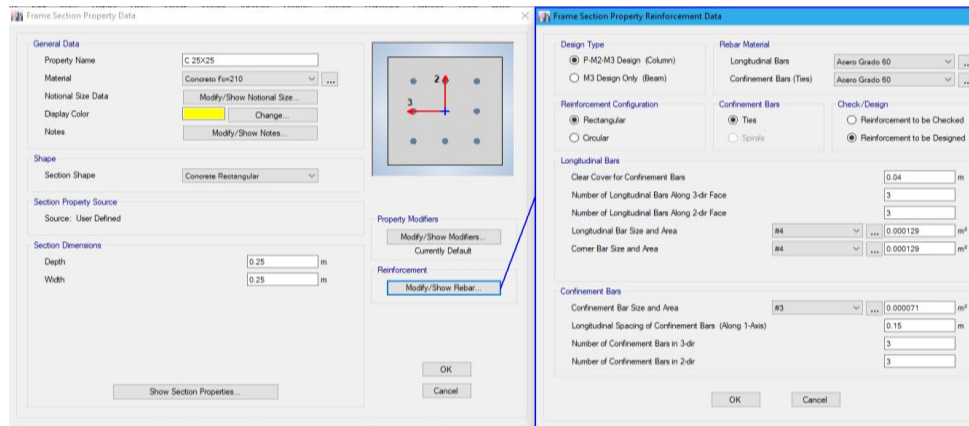 Frame Section Property Data
General Data
Property Name C 25X25
Material Concreto f'c=210 ...
Notional Size Data Modify/Show Notional Size...
Display Color Change...
Notes Modify/Show Notes...
Shape
Section Shape Concrete Rectangular
Section Property Source
Source: User Defined
Section Dimensions
Depth 0.25 m
Width 0.25 m
Show Section Properties...
2
3
Property Modifiers
Modify/Show Modifiers...
Currently Default
Reinforcement
Modify/Show Rebar...
OK
Cancel
Frame Section Property Reinforcement Data
Design Type
P-M2-M3 Design (Column)
M3 Design Only (Beam)
Rebar Material
Longitudinal Bars Acero Grado 60 ...
Confinement Bars (Ties) Acero Grado 60 ...
Reinforcement Configuration
Rectangular
Circular
Confinement Bars
Ties
Spirals
Check/Design
Reinforcement to be Checked
Reinforcement to be Designed
Longitudinal Bars
Clear Cover for Confinement Bars 0.04 m
Number of Longitudinal Bars Along 3-dir Face 3
Number of Longitudinal Bars Along 2-dir Face 3
Longitudinal Bar Size and Area #4 ... 0.000129 m²
Corner Bar Size and Area #4 ... 0.000129 m²
Confinement Bars
Confinement Bar Size and Area #3 ... 0.000071 m²
Longitudinal Spacing of Confinement Bars (Along 1-Axis) 0.15 m
Number of Confinement Bars in 3-dir 3
Number of Confinement Bars in 2-dir 3
OK Cancel